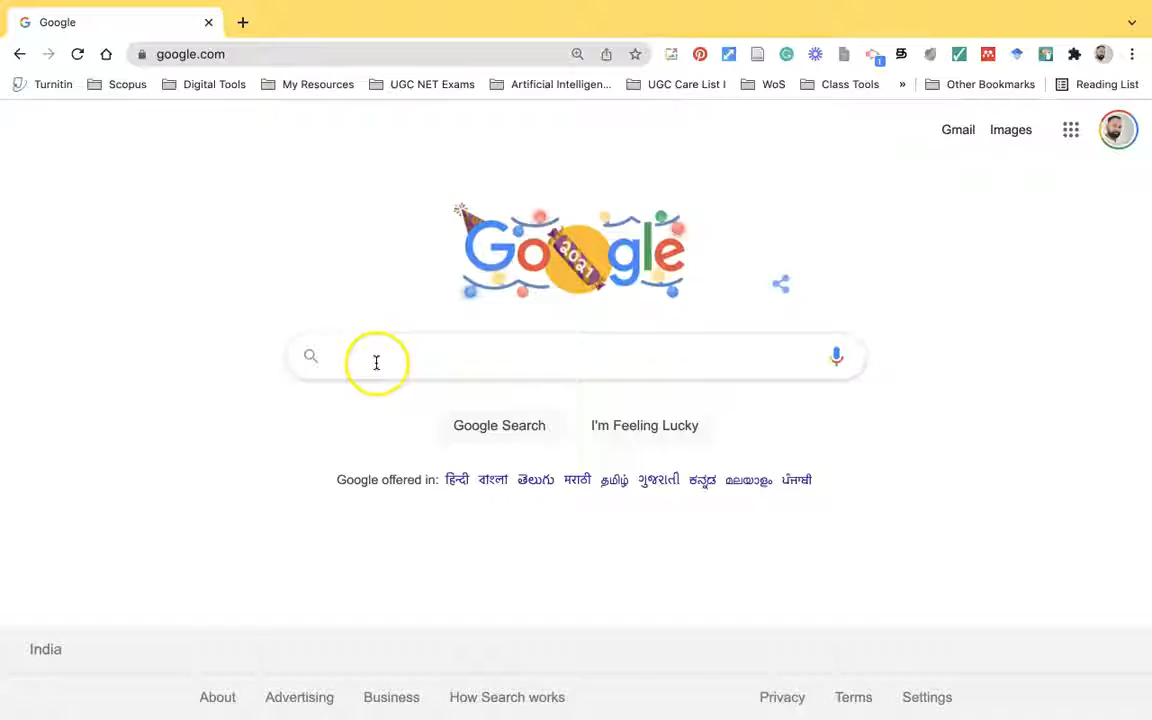 Google
google.com
Turnitin Scopus Digital Tools My Resources UGC NET Exams Artificial Intelligen... UGC Care List I WoS Class Tools » Other Bookmarks Reading List
Gmail Images
Google
2021
Google Search I'm Feeling Lucky
Google offered in: हिन्दी বাংলা తెలుగు मराठी தமிழ் ગુજરાતી ಕನ್ನಡ മലയാളം ਪੰਜਾਬੀ
India
About Advertising Business How Search works Privacy Terms Settings